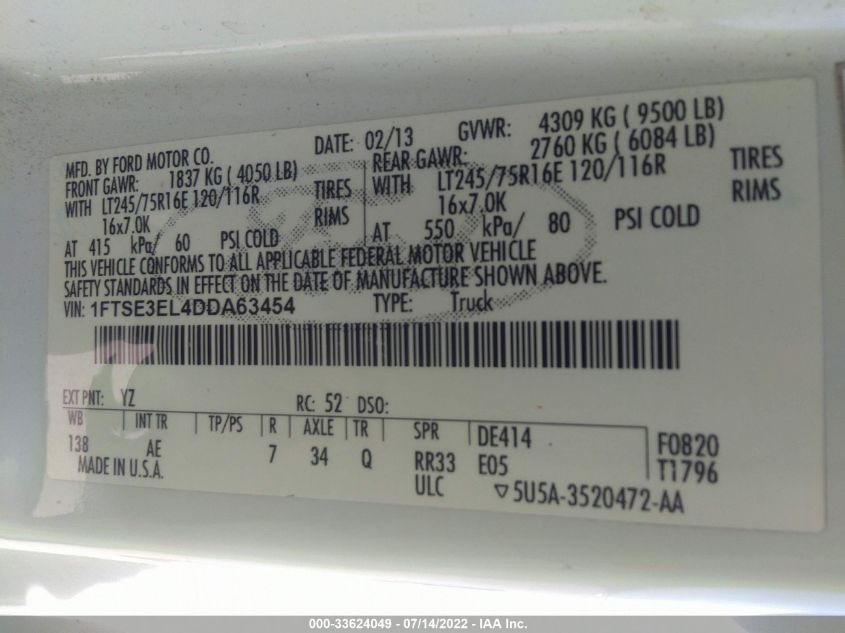 MFD. BY FORD MOTOR CO. DATE: 02/13 GVWR: 4309 KG ( 9500 LB)
FRONT GAWR: 1837 KG ( 4050 LB) REAR GAWR: 2760 KG ( 6084 LB)
WITH LT245/75R16E 120/116R TIRES WITH LT245/75R16E 120/116R TIRES
16x7.0K RIMS 16x7.0K RIMS
AT 415 kPa/ 60 PSI COLD AT 550 kPa/ 80 PSI COLD
THIS VEHICLE CONFORMS TO ALL APPLICABLE FEDERAL MOTOR VEHICLE
SAFETY STANDARDS IN EFFECT ON THE DATE OF MANUFACTURE SHOWN ABOVE.
VIN: 1FTSE3EL4DDA63454 TYPE: Truck
EXT PNT: YZ RC: 52 DSO:
WB INT TR TP/PS R AXLE TR SPR DE414 F0820
138 AE 7 34 Q RR33 E05 T1796
MADE IN U.S.A. ULC ▽5U5A-3520472-AA
000-33624049 - 07/14/2022 - IAA Inc.